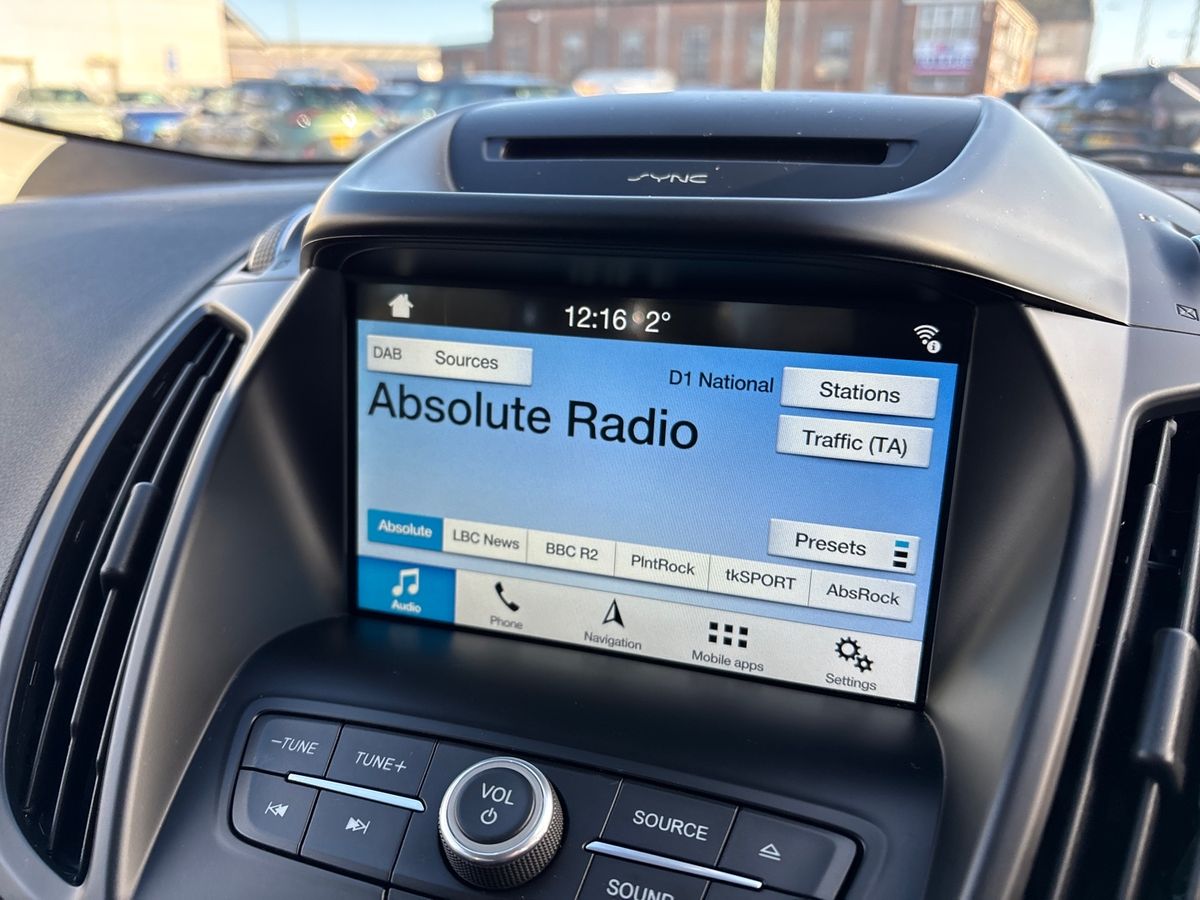 SYNC
12:16 2°
DAB Sources
D1 National
Stations
Absolute Radio
Traffic (TA)
Presets
Absolute
LBC News
BBC R2
PlntRock
tkSPORT
AbsRock
Audio
Phone
Navigation
Mobile apps
Settings
–TUNE
TUNE+
VOL
SOURCE
SOUND